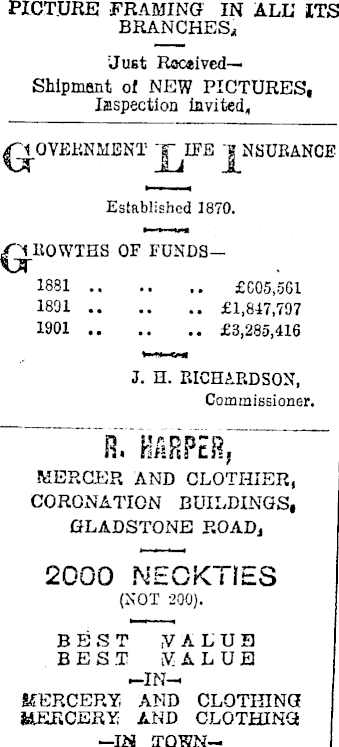 PICTURE FRAMING IN ALL ITS
BRANCHES,
Just Received—
Shipment of NEW PICTURES,
Inspection invited,
GOVERNMENT LIFE INSURANCE
Established 1870.
GROWTHS OF FUNDS—
1881 .. .. .. £605,561
1891 .. .. .. £1,847,797
1901 .. .. .. £3,285,416
J. H. RICHARDSON,
Commissioner.
R. HARPER,
MERCER AND CLOTHIER,
CORONATION BUILDINGS,
GLADSTONE ROAD,
2000 NECKTIES
(NOT 200).
BEST VALUE
BEST VALUE
—IN—
MERCERY AND CLOTHING
MERCERY AND CLOTHING
—IN TOWN—